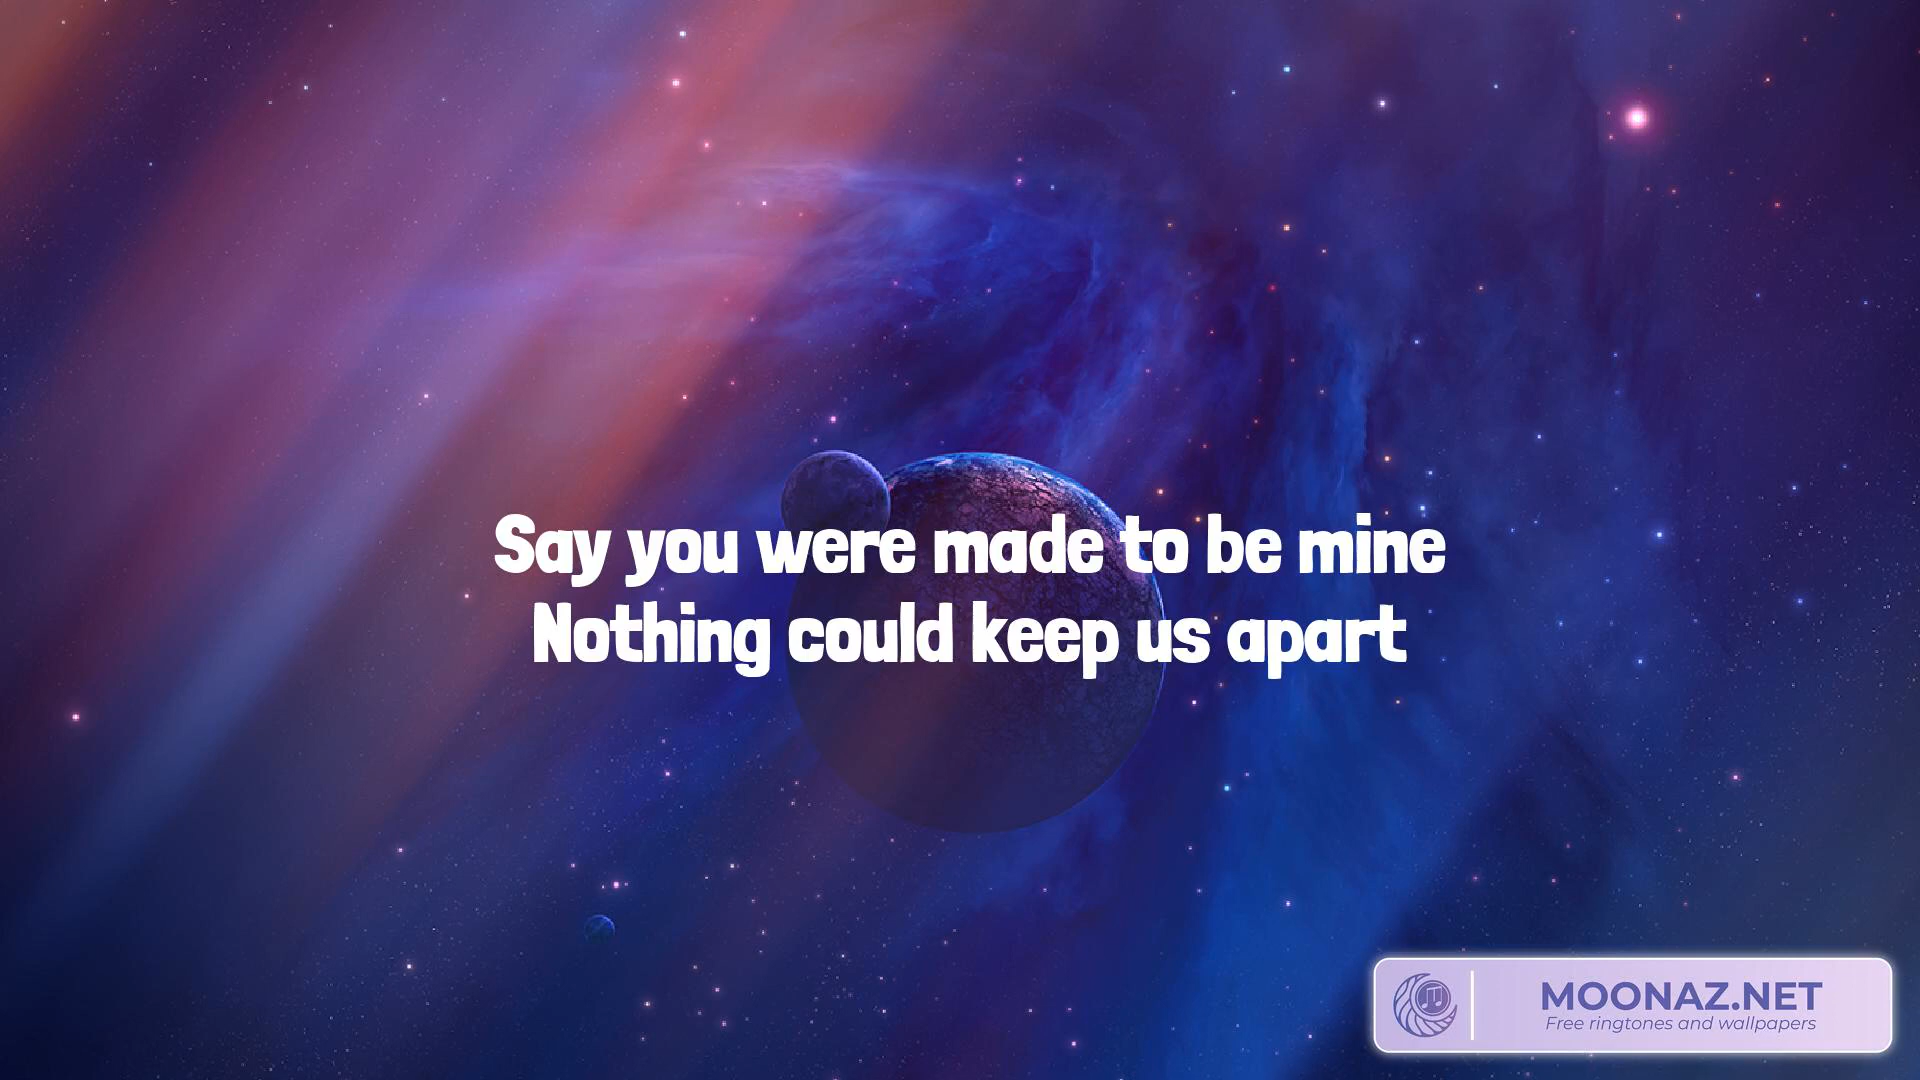 Say you were made to be mine
Nothing could keep us apart
MOONAZ.NET
Free ringtones and wallpapers